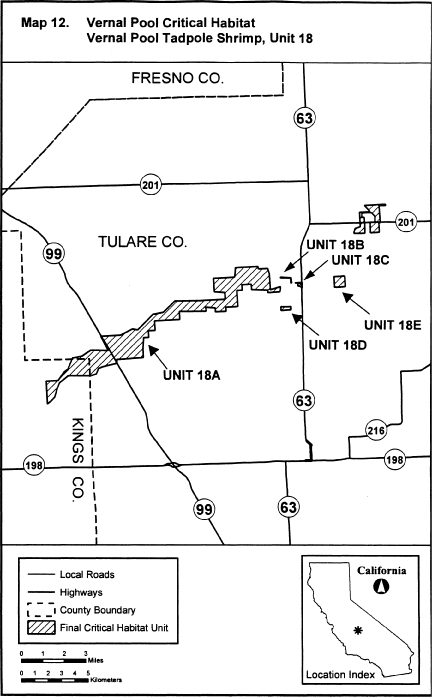 Map 12. Vernal Pool Critical Habitat
Vernal Pool Tadpole Shrimp, Unit 18
FRESNO CO.
63
201
201
99
TULARE CO.
UNIT 18B
UNIT 18C
UNIT 18E
UNIT 18D
UNIT 18A
63
216
KINGS CO.
198
198
99
63
Local Roads
Highways
County Boundary
Final Critical Habitat Unit
0 1 2 3
Miles
0 1 2 3 4 5
Kilometers
California
Location Index